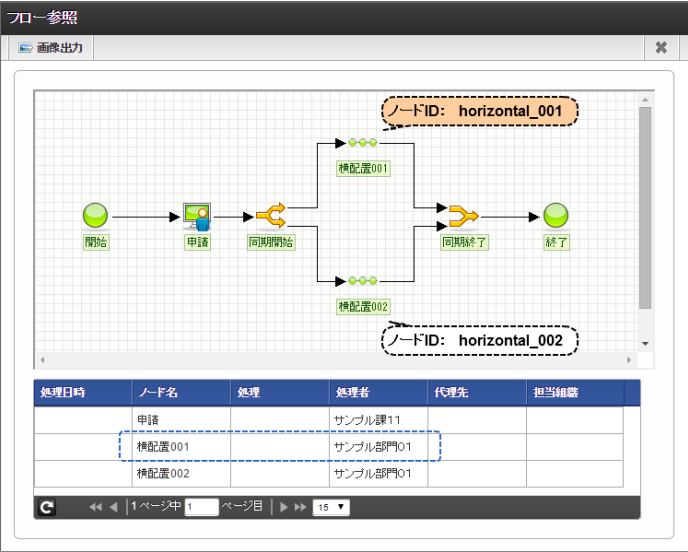 フロー参照
画像出力
ノードID: horizontal_001
横配置001
開始
申請
同期開始
同期終了
終了
横配置002
ノードID: horizontal_002
処理日時 ノード名 処理 処理者 代理先 担当組織
申請 サンプル課11
横配置001 サンプル部門01
横配置002 サンプル部門01
1 ページ中 1 ページ目 15